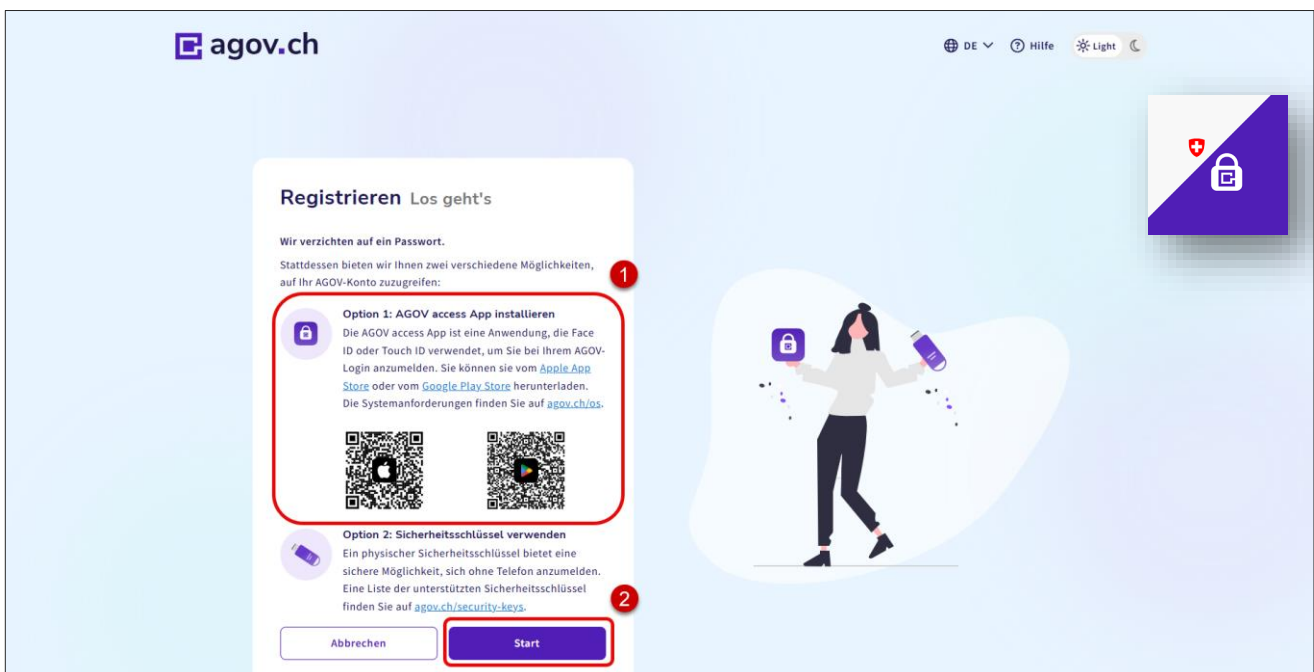 agov.ch
DE
Hilfe
Light
Registrieren Los geht's
Wir verzichten auf ein Passwort.
Stattdessen bieten wir Ihnen zwei verschiedene Möglichkeiten,
auf Ihr AGOV-Konto zuzugreifen:
1
Option 1: AGOV access App installieren
Die AGOV access App ist eine Anwendung, die Face
ID oder Touch ID verwendet, um Sie bei Ihrem AGOV-
Login anzumelden. Sie können sie vom Apple App
Store oder vom Google Play Store herunterladen.
Die Systemanforderungen finden Sie auf agov.ch/os.
Option 2: Sicherheitsschlüssel verwenden
Ein physischer Sicherheitsschlüssel bietet eine
sichere Möglichkeit, sich ohne Telefon anzumelden.
Eine Liste der unterstützten Sicherheitsschlüssel
finden Sie auf agov.ch/security-keys.
2
Abbrechen
Start